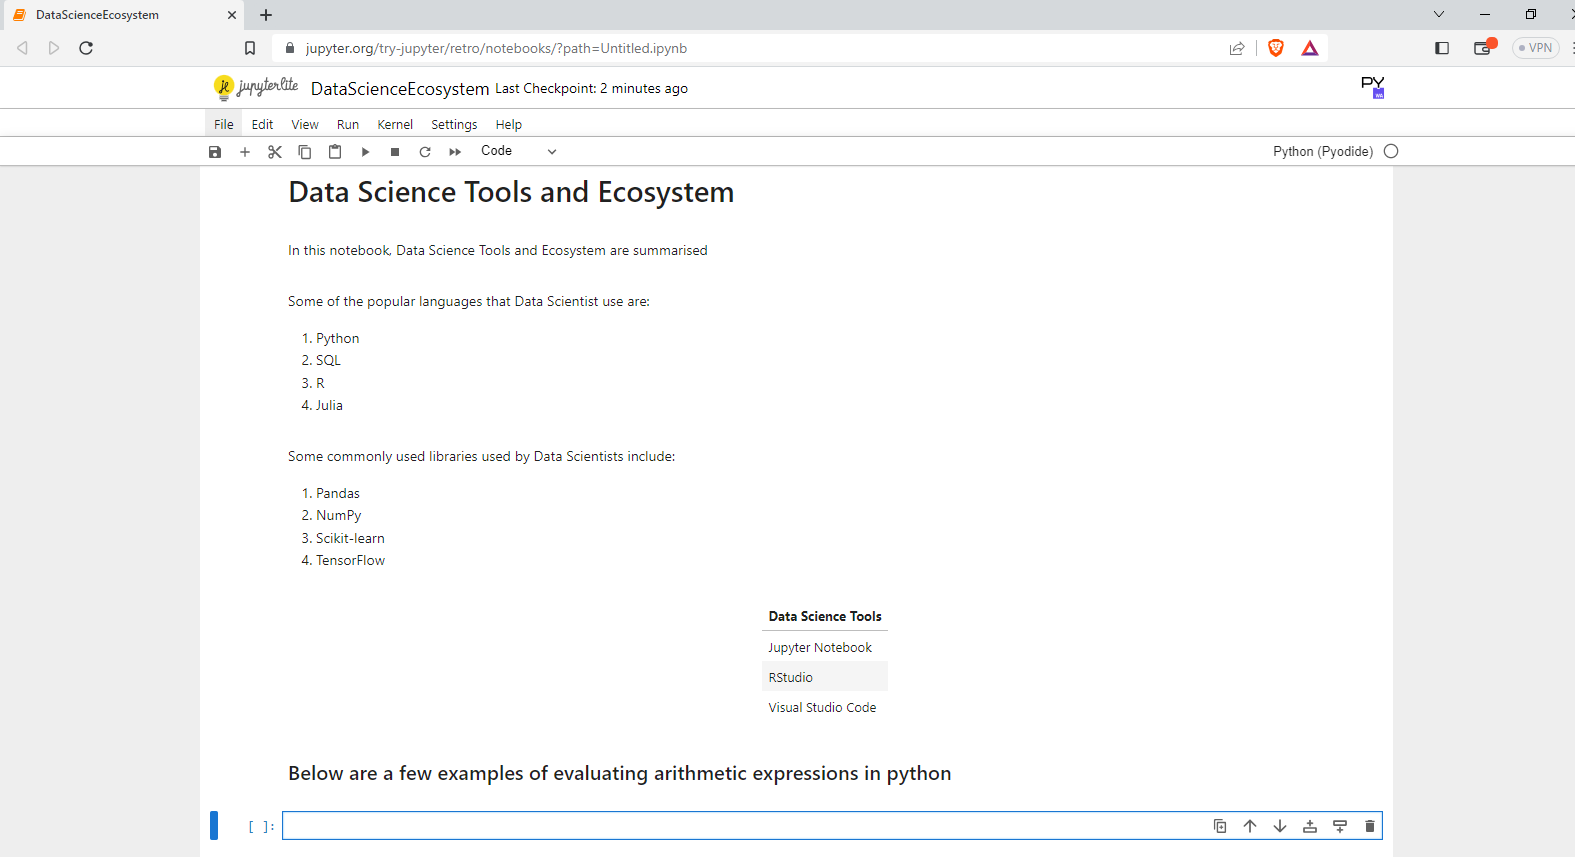 DataScienceEcosystem
jupyter.org/try-jupyter/retro/notebooks/?path=Untitled.ipynb
VPN
jupyterlite DataScienceEcosystem Last Checkpoint: 2 minutes ago
PY
File Edit View Run Kernel Settings Help
Code
Python (Pyodide)
Data Science Tools and Ecosystem
In this notebook, Data Science Tools and Ecosystem are summarised
Some of the popular languages that Data Scientist use are:
1. Python
2. SQL
3. R
4. Julia
Some commonly used libraries used by Data Scientists include:
1. Pandas
2. NumPy
3. Scikit-learn
4. TensorFlow
Data Science Tools
Jupyter Notebook
RStudio
Visual Studio Code
Below are a few examples of evaluating arithmetic expressions in python
[ ]: